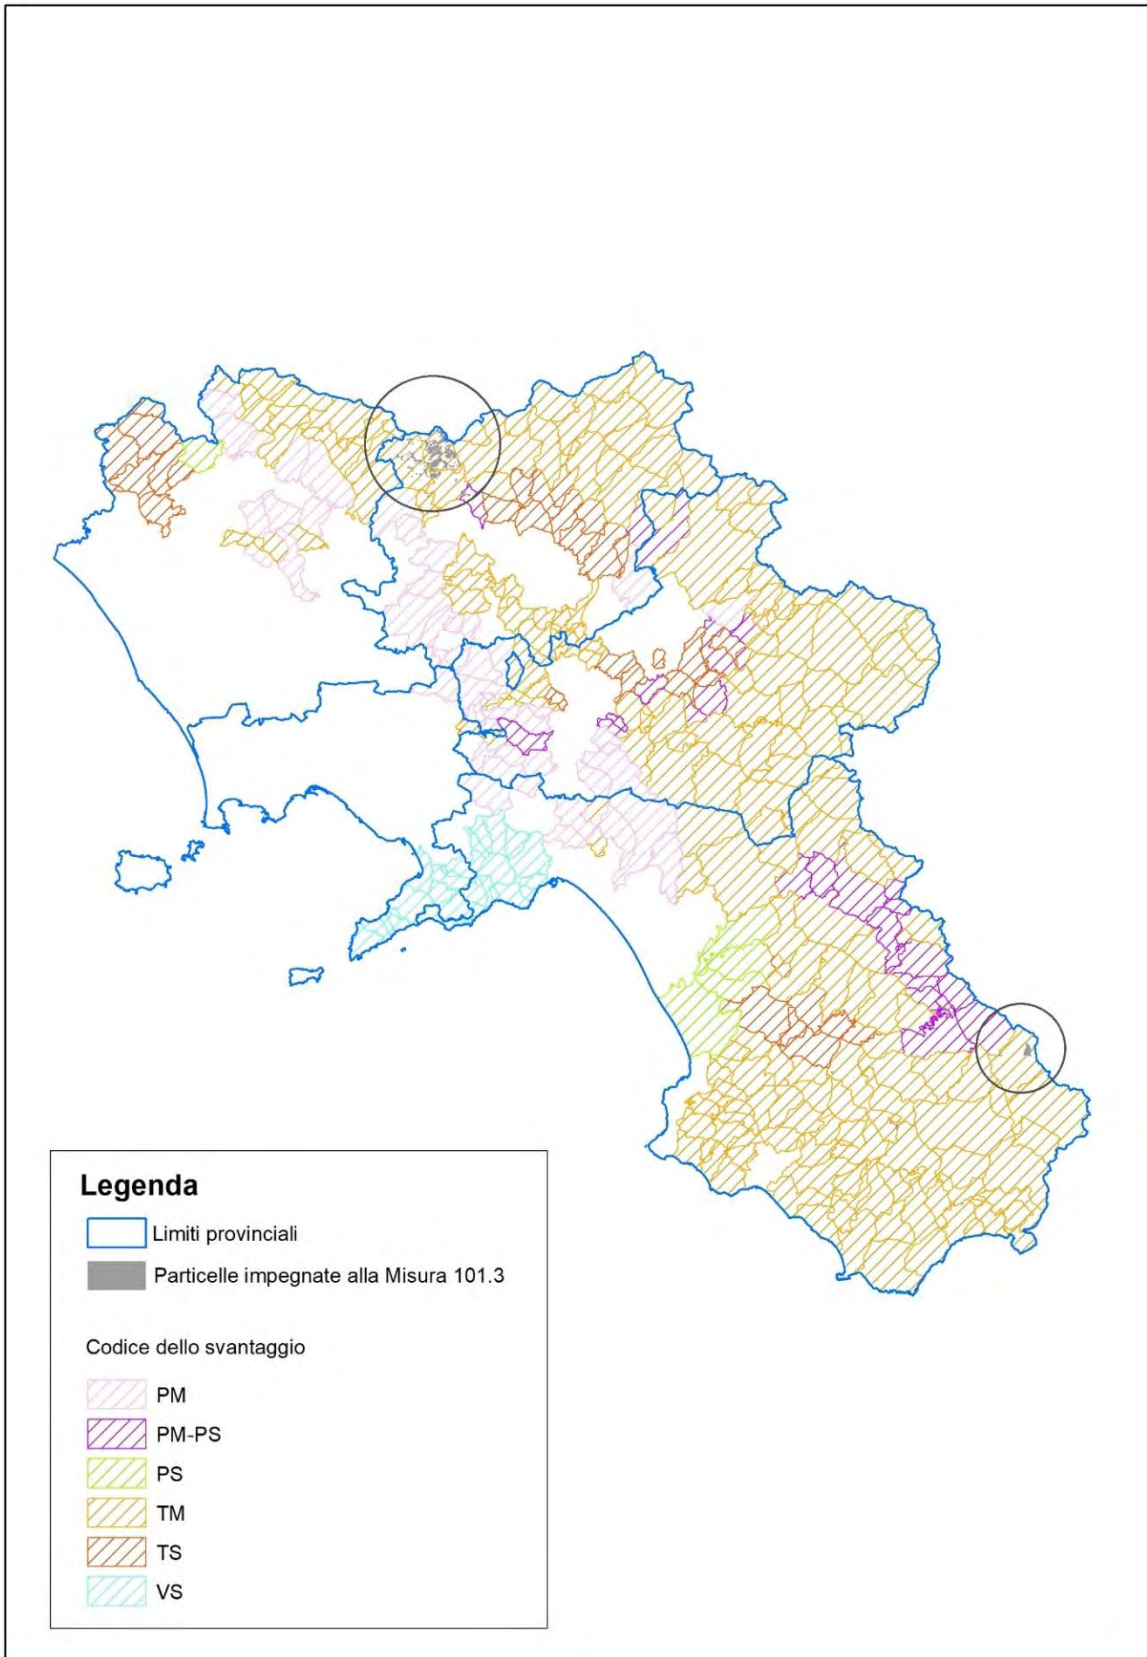 Legenda
Limiti provinciali
Particelle impegnate alla Misura 101.3
Codice dello svantaggio
PM
PM-PS
PS
TM
TS
VS